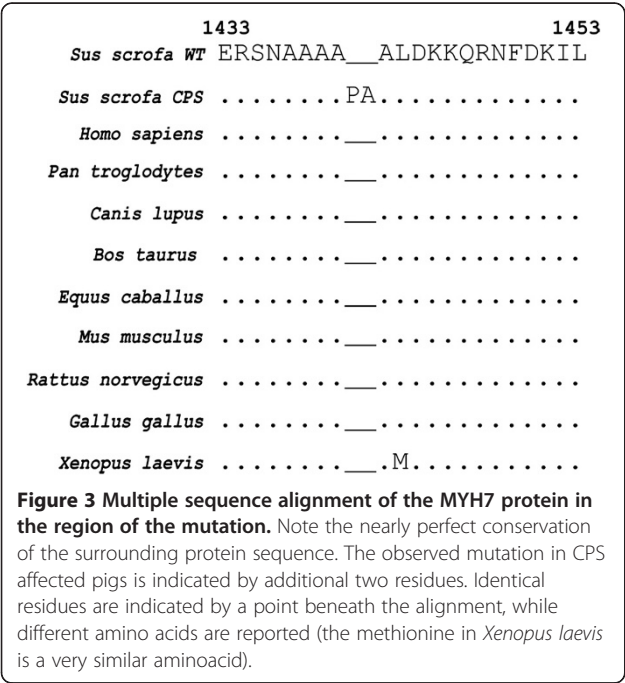 1433 1453
Sus scrofa WT ERSNAAAA__ALDKKQRNFDKIL
Sus scrofa CPS ........PA.............
Homo sapiens ........__.............
Pan troglodytes ........__.............
Canis lupus ........__.............
Bos taurus ........__.............
Equus caballus ........__.............
Mus musculus ........__.............
Rattus norvegicus ........__.............
Gallus gallus ........__.............
Xenopus laevis ........__.M...........
Figure 3 Multiple sequence alignment of the MYH7 protein in
the region of the mutation. Note the nearly perfect conservation
of the surrounding protein sequence. The observed mutation in CPS
affected pigs is indicated by additional two residues. Identical
residues are indicated by a point beneath the alignment, while
different amino acids are reported (the methionine in Xenopus laevis
is a very similar aminoacid).